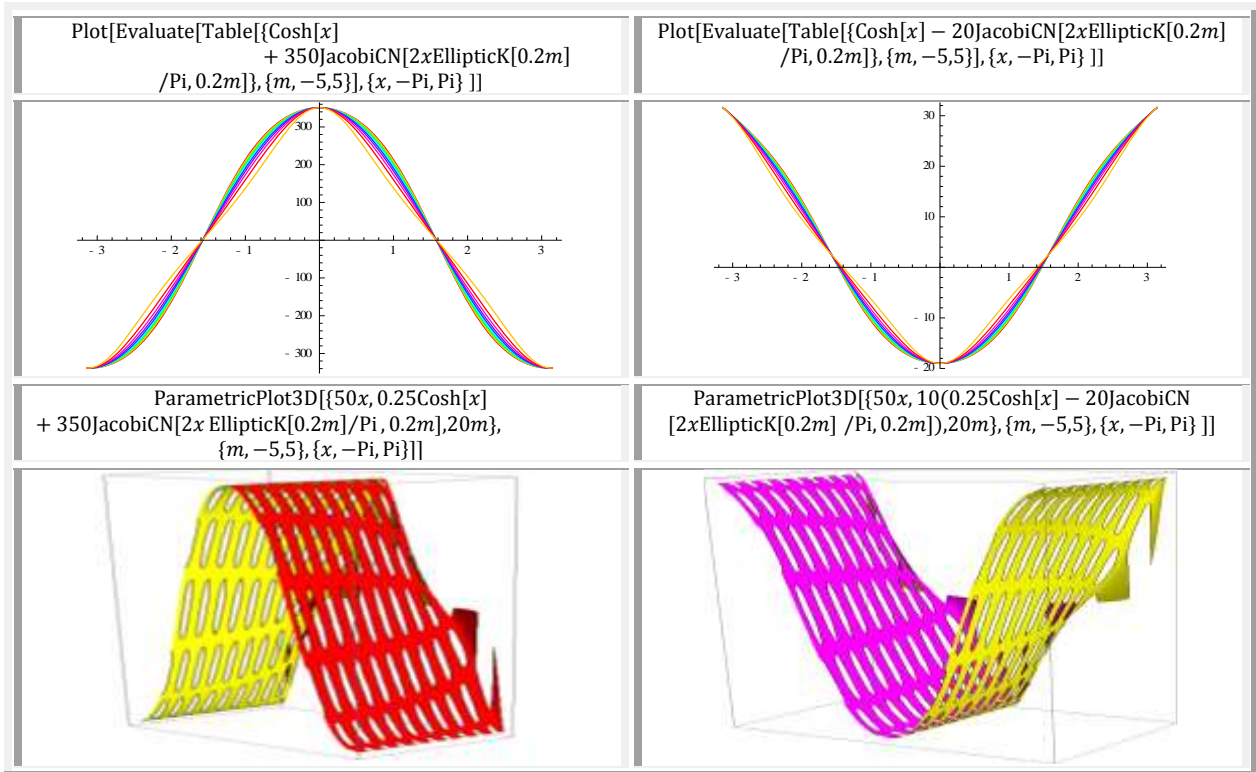 Plot[Evaluate[Table[{Cosh[x]
+ 350JacobiCN[2xEllipticK[0.2m]
/Pi, 0.2m]}, {m, −5,5}], {x, −Pi, Pi} ]]
Plot[Evaluate[Table[{Cosh[x] − 20JacobiCN[2xEllipticK[0.2m]
/Pi, 0.2m]}, {m, −5,5}], {x, −Pi, Pi} ]]
300
200
100
- 3 - 2 - 1 1 2 3
- 100
- 200
- 300
30
20
10
- 3 - 2 - 1 1 2 3
- 10
- 20
ParametricPlot3D[{50x, 0.25Cosh[x]
+ 350JacobiCN[2x EllipticK[0.2m]/Pi , 0.2m],20m},
{m, −5,5}, {x, −Pi, Pi}]]
ParametricPlot3D[{50x, 10(0.25Cosh[x] − 20JacobiCN
[2xEllipticK[0.2m] /Pi, 0.2m]),20m}, {m, −5,5}, {x, −Pi, Pi} ]]